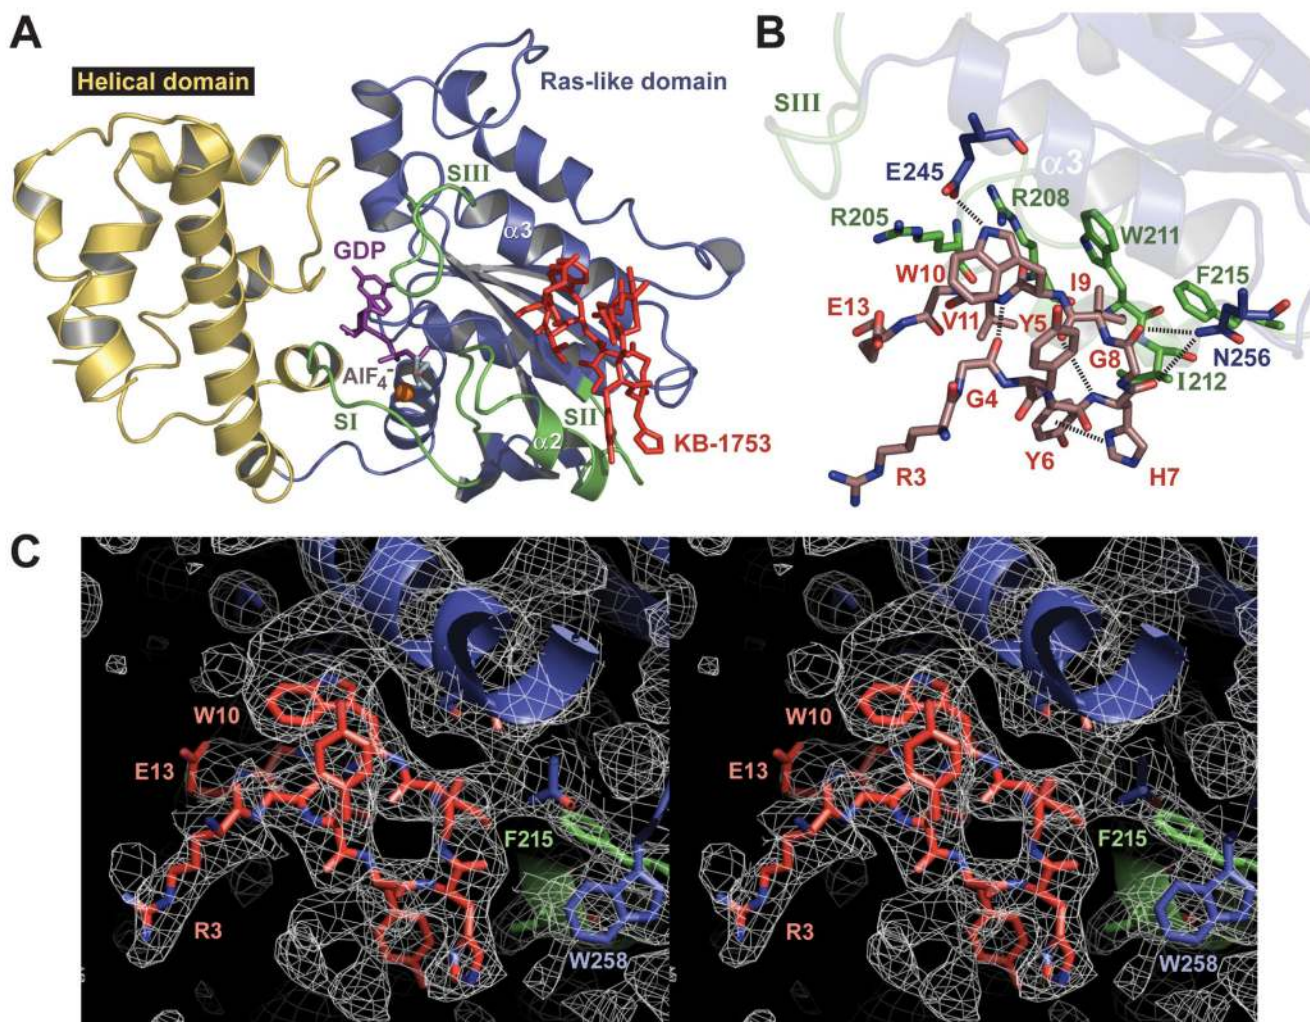 A
Helical domain
Ras-like domain
SIII
α3
GDP
AlF4-
SI
SII
α2
KB-1753
B
SIII
α3
E245
R208
R205
W211
W10
F215
I9
E13
V11
Y5
G8
N256
I212
G4
Y6
R3
H7
C
W10
W10
E13
E13
F215
F215
R3
R3
W258
W258